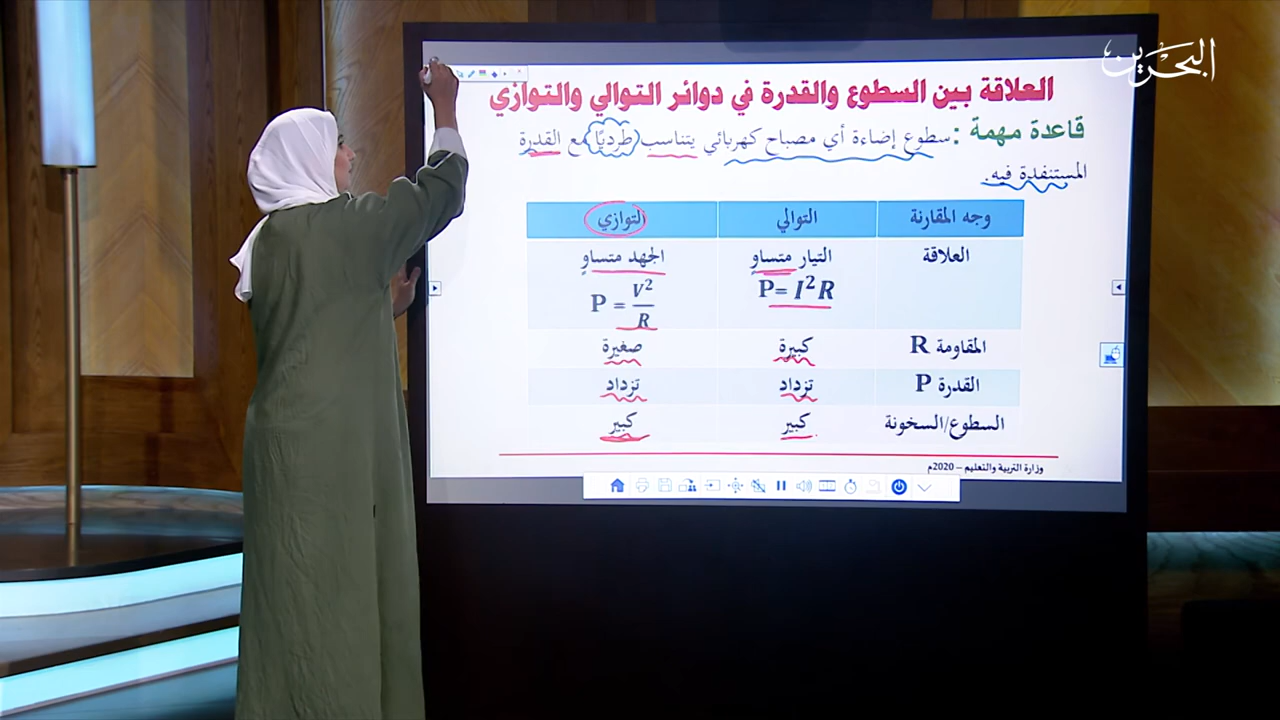 البحرين
العلاقة بين السطوع والقدرة في دوائر التوالي والتوازي
قاعدة مهمة : سطوع إضاءة أي مصباح كهربائي يتناسب طرديًا مع القدرة
المستنفدة فيه.
وجه المقارنة التوالي التوازي
العلاقة التيار متساوٍ الجهد متساوٍ
P= I²R P = V²/R
المقاومة R كبيرة صغيرة
القدرة P تزداد تزداد
السطوع/السخونة كبير كبير
وزارة التربية والتعليم – 2020م